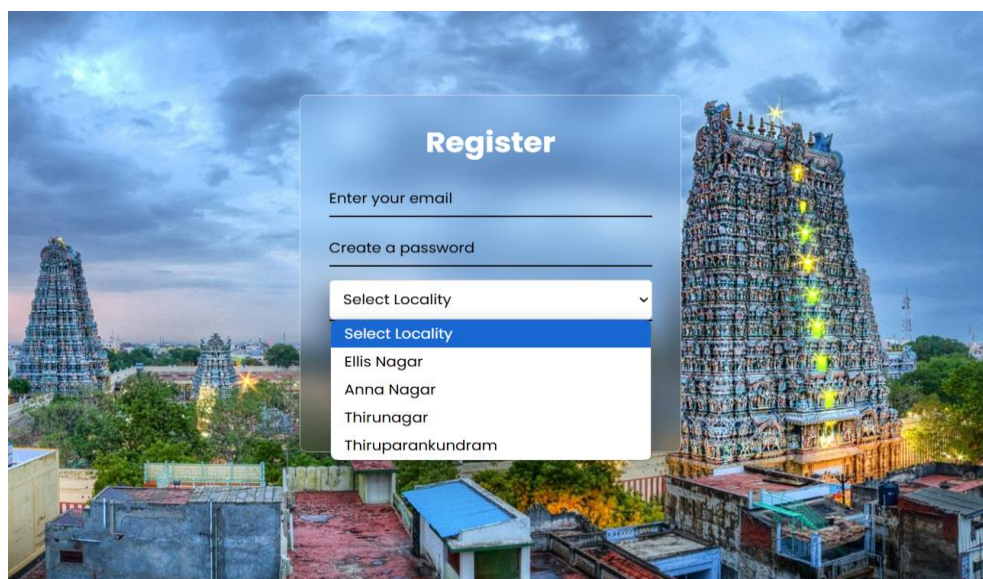 Register
Enter your email
Create a password
Select Locality
Select Locality
Ellis Nagar
Anna Nagar
Thirunagar
Thiruparankundram